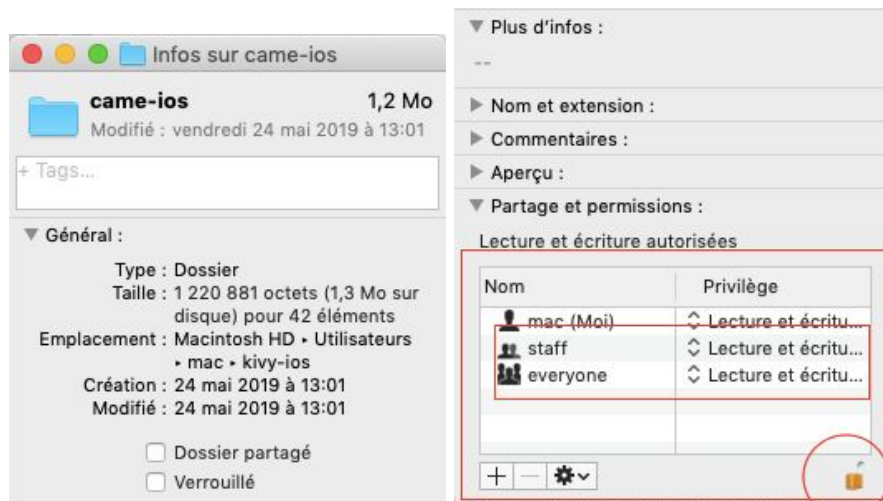 Infos sur came-ios
came-ios 1,2 Mo
Modifié : vendredi 24 mai 2019 à 13:01
+ Tags...
Général :
Type : Dossier
Taille : 1 220 881 octets (1,3 Mo sur
disque) pour 42 éléments
Emplacement : Macintosh HD ▸ Utilisateurs
▸ mac ▸ kivy-ios
Création : 24 mai 2019 à 13:01
Modifié : 24 mai 2019 à 13:01
Dossier partagé
Verrouillé
Plus d'infos :
--
Nom et extension :
Commentaires :
Aperçu :
Partage et permissions :
Lecture et écriture autorisées
Nom Privilège
mac (Moi) Lecture et écritu...
staff Lecture et écritu...
everyone Lecture et écritu...